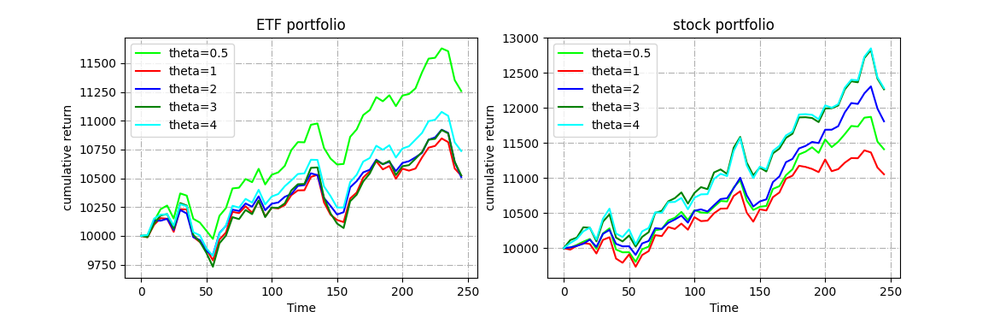 ETF portfolio
cumulative return
11500
11250
11000
10750
10500
10250
10000
9750
theta=0.5
theta=1
theta=2
theta=3
theta=4
0 50 100 150 200 250
Time
stock portfolio
cumulative return
13000
12500
12000
11500
11000
10500
10000
theta=0.5
theta=1
theta=2
theta=3
theta=4
0 50 100 150 200 250
Time